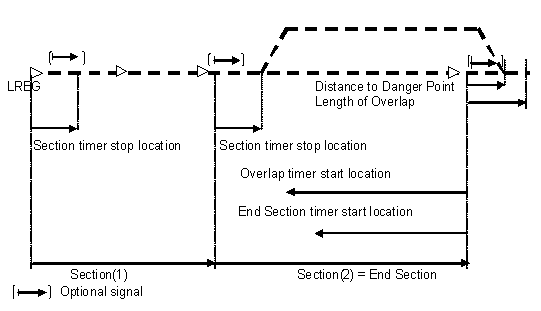 LREG
Distance to Danger Point
Length of Overlap
Section timer stop location
Section timer stop location
Overlap timer start location
End Section timer start location
Section(1)
Section(2) = End Section
Optional signal